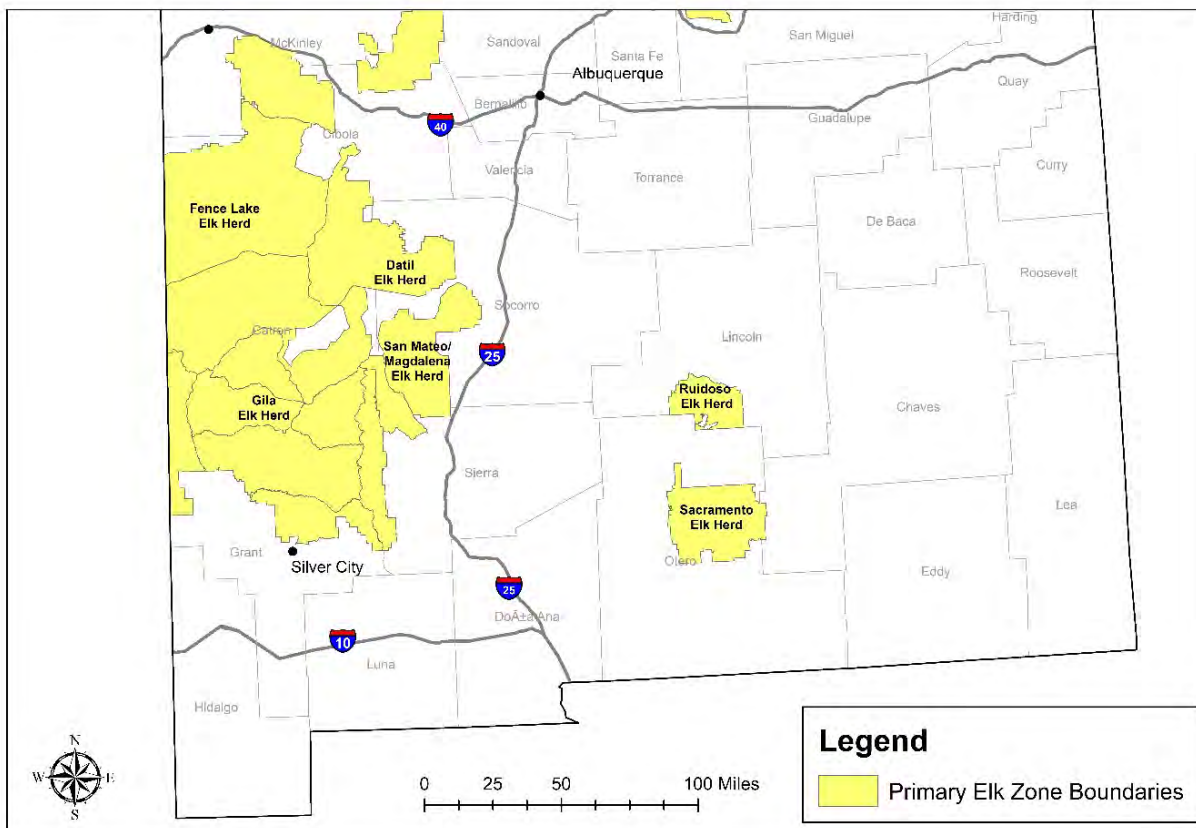 Harding
McKinley
Sandoval
San Miguel
Santa Fe
Albuquerque
Quay
Bernalillo
40
Guadalupe
Cibola
Valencia
Torrance
Curry
Fence Lake
Elk Herd
De Baca
Datil
Elk Herd
Roosevelt
Socorro
Catron
Lincoln
San Mateo/
Magdalena
Elk Herd
25
Ruidoso
Elk Herd
Gila
Elk Herd
Chaves
Sierra
Sacramento
Elk Herd
Lea
Grant
Otero
Silver City
Eddy
25
DoÃ±a Ana
10
Luna
Hidalgo
Legend
Primary Elk Zone Boundaries
N
W
E
S
0 25 50 100 Miles